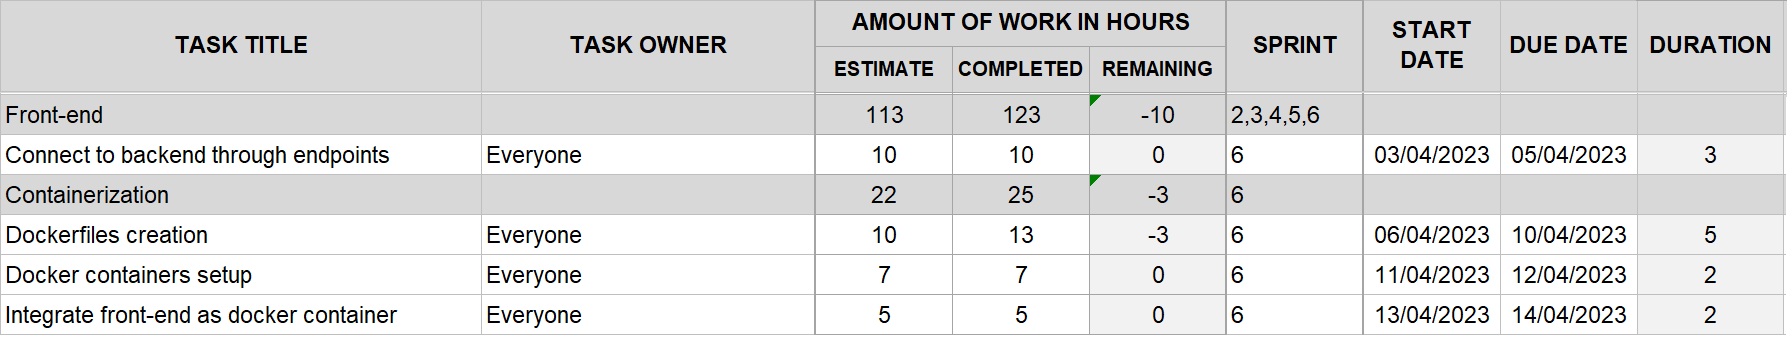 TASK TITLE TASK OWNER AMOUNT OF WORK IN HOURS SPRINT START DATE DUE DATE DURATION
ESTIMATE COMPLETED REMAINING
Front-end 113 123 -10 2,3,4,5,6
Connect to backend through endpoints Everyone 10 10 0 6 03/04/2023 05/04/2023 3
Containerization 22 25 -3 6
Dockerfiles creation Everyone 10 13 -3 6 06/04/2023 10/04/2023 5
Docker containers setup Everyone 7 7 0 6 11/04/2023 12/04/2023 2
Integrate front-end as docker container Everyone 5 5 0 6 13/04/2023 14/04/2023 2